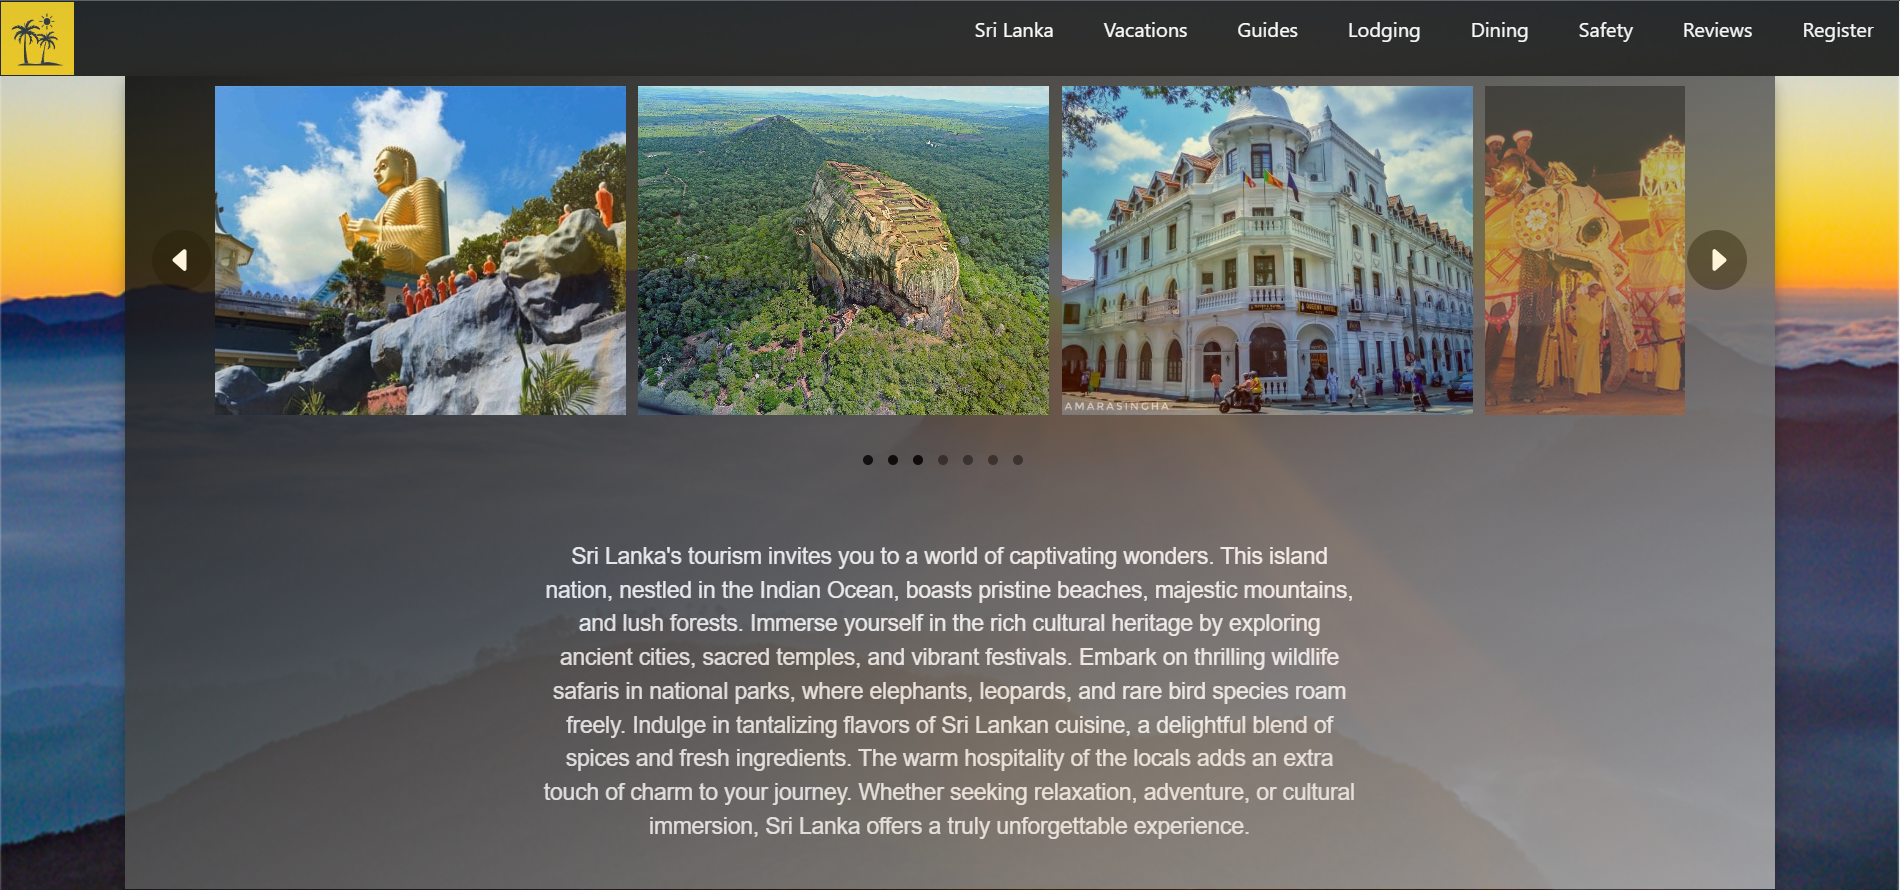 Sri Lanka Vacations Guides Lodging Dining Safety Reviews Register
AMARASINGHA
Sri Lanka's tourism invites you to a world of captivating wonders. This island
nation, nestled in the Indian Ocean, boasts pristine beaches, majestic mountains,
and lush forests. Immerse yourself in the rich cultural heritage by exploring
ancient cities, sacred temples, and vibrant festivals. Embark on thrilling wildlife
safaris in national parks, where elephants, leopards, and rare bird species roam
freely. Indulge in tantalizing flavors of Sri Lankan cuisine, a delightful blend of
spices and fresh ingredients. The warm hospitality of the locals adds an extra
touch of charm to your journey. Whether seeking relaxation, adventure, or cultural
immersion, Sri Lanka offers a truly unforgettable experience.